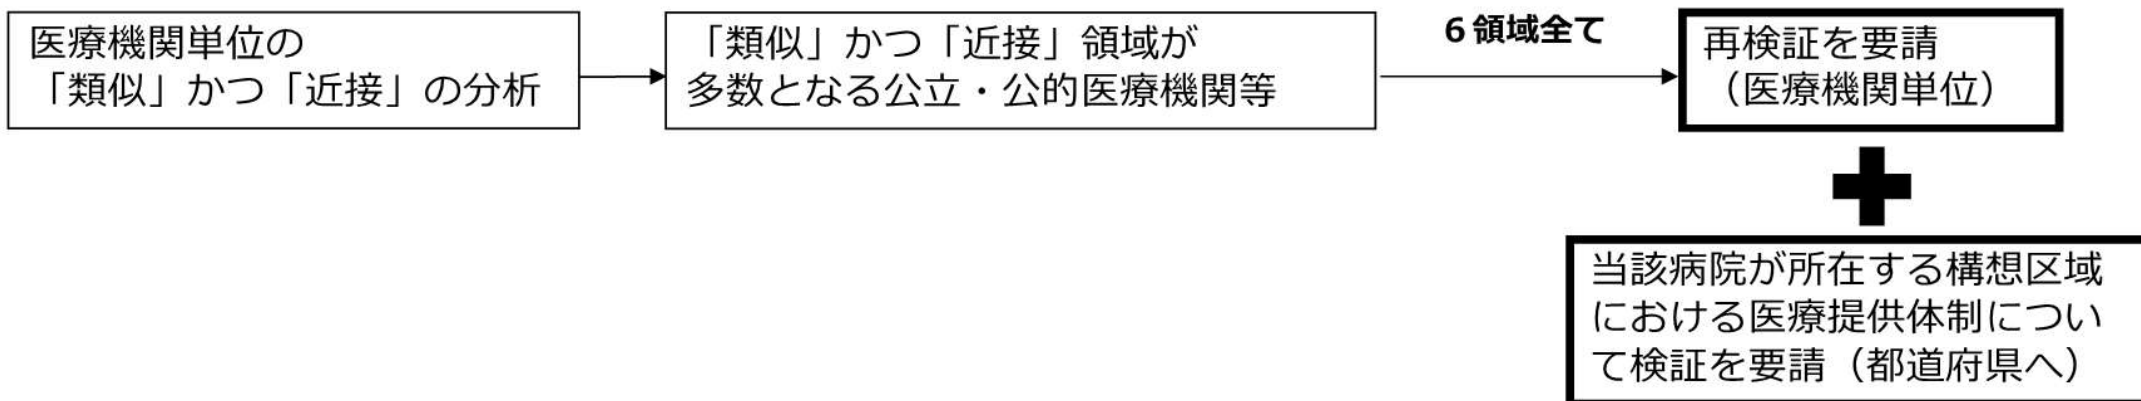 医療機関単位の
「類似」かつ「近接」の分析
「類似」かつ「近接」領域が
多数となる公立・公的医療機関等
6領域全て
再検証を要請
（医療機関単位）
当該病院が所在する構想区域
における医療提供体制につい
て検証を要請（都道府県へ）